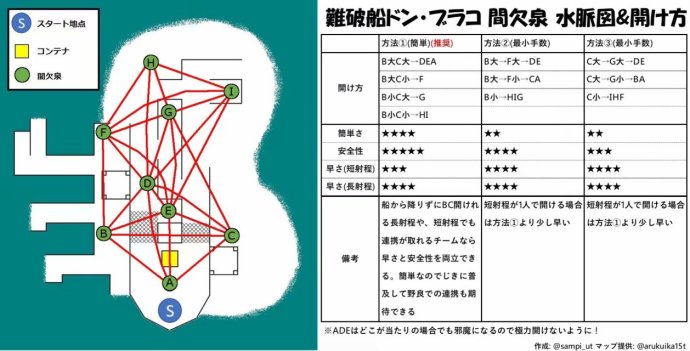 難破船ドン・ブラコ 間欠泉 水脈図&開け方
S スタート地点
コンテナ
間欠泉
H
I
G
F
D
E
B
C
A
S
方法①(簡単)(推奨) 方法②(最小手数) 方法③(最小手数)
開け方
B大C大→DEA B大→F大→DE C大→G大→DE
B大C小→F B大→F小→CA C大→G小→BA
B小C大→G B小→HIG C小→IHF
B小C小→HI
簡単さ ★★★★ ★★ ★★
安全性 ★★★★★ ★★★★ ★★★★
早さ(短射程) ★★★ ★★★★ ★★★★
早さ(長射程) ★★★★ ★★★★ ★★★★
備考
船から降りずにBC開けれ
る長射程や、短射程でも
連携が取れるチームなら
早さと安全性を両立でき
る。簡単なのでじきに普
及して野良での連携も期
待できる
短射程が1人で開ける場合
は方法①より少し早い
短射程が1人で開ける場合
は方法①より少し早い
※ADEはどこが当たりの場合でも邪魔になるので極力開けないように！
作成: @sampi_ut マップ提供: @arukuika15t